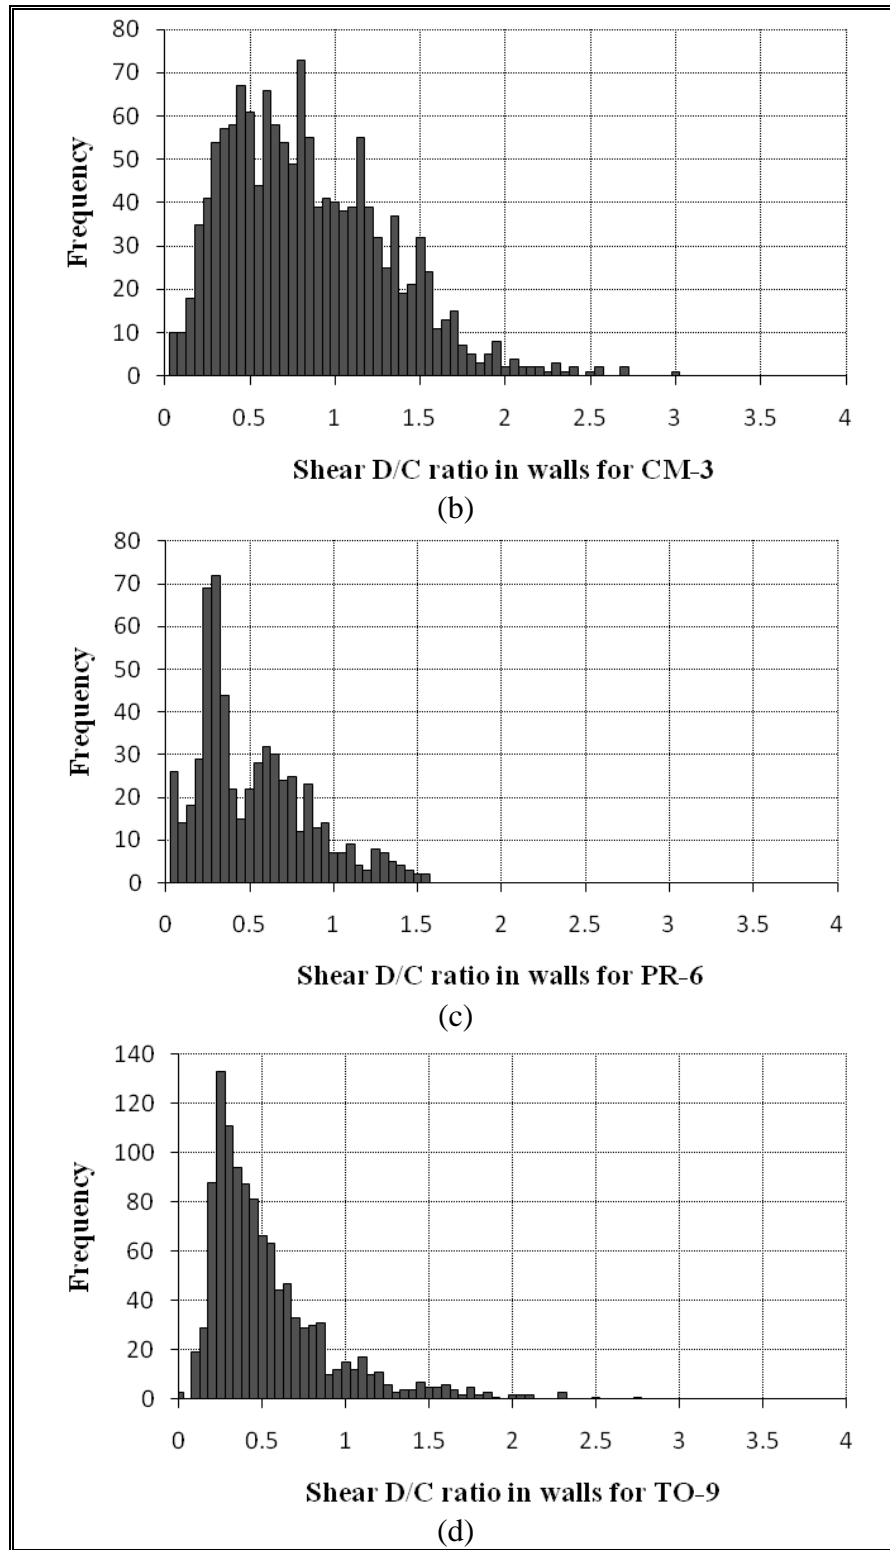 80
70
60
50
40
30
20
10
0
Frequency
0 0.5 1 1.5 2 2.5 3 3.5 4
Shear D/C ratio in walls for CM-3
(b)
80
70
60
50
40
30
20
10
0
Frequency
0 0.5 1 1.5 2 2.5 3 3.5 4
Shear D/C ratio in walls for PR-6
(c)
140
120
100
80
60
40
20
0
Frequency
0 0.5 1 1.5 2 2.5 3 3.5 4
Shear D/C ratio in walls for TO-9
(d)